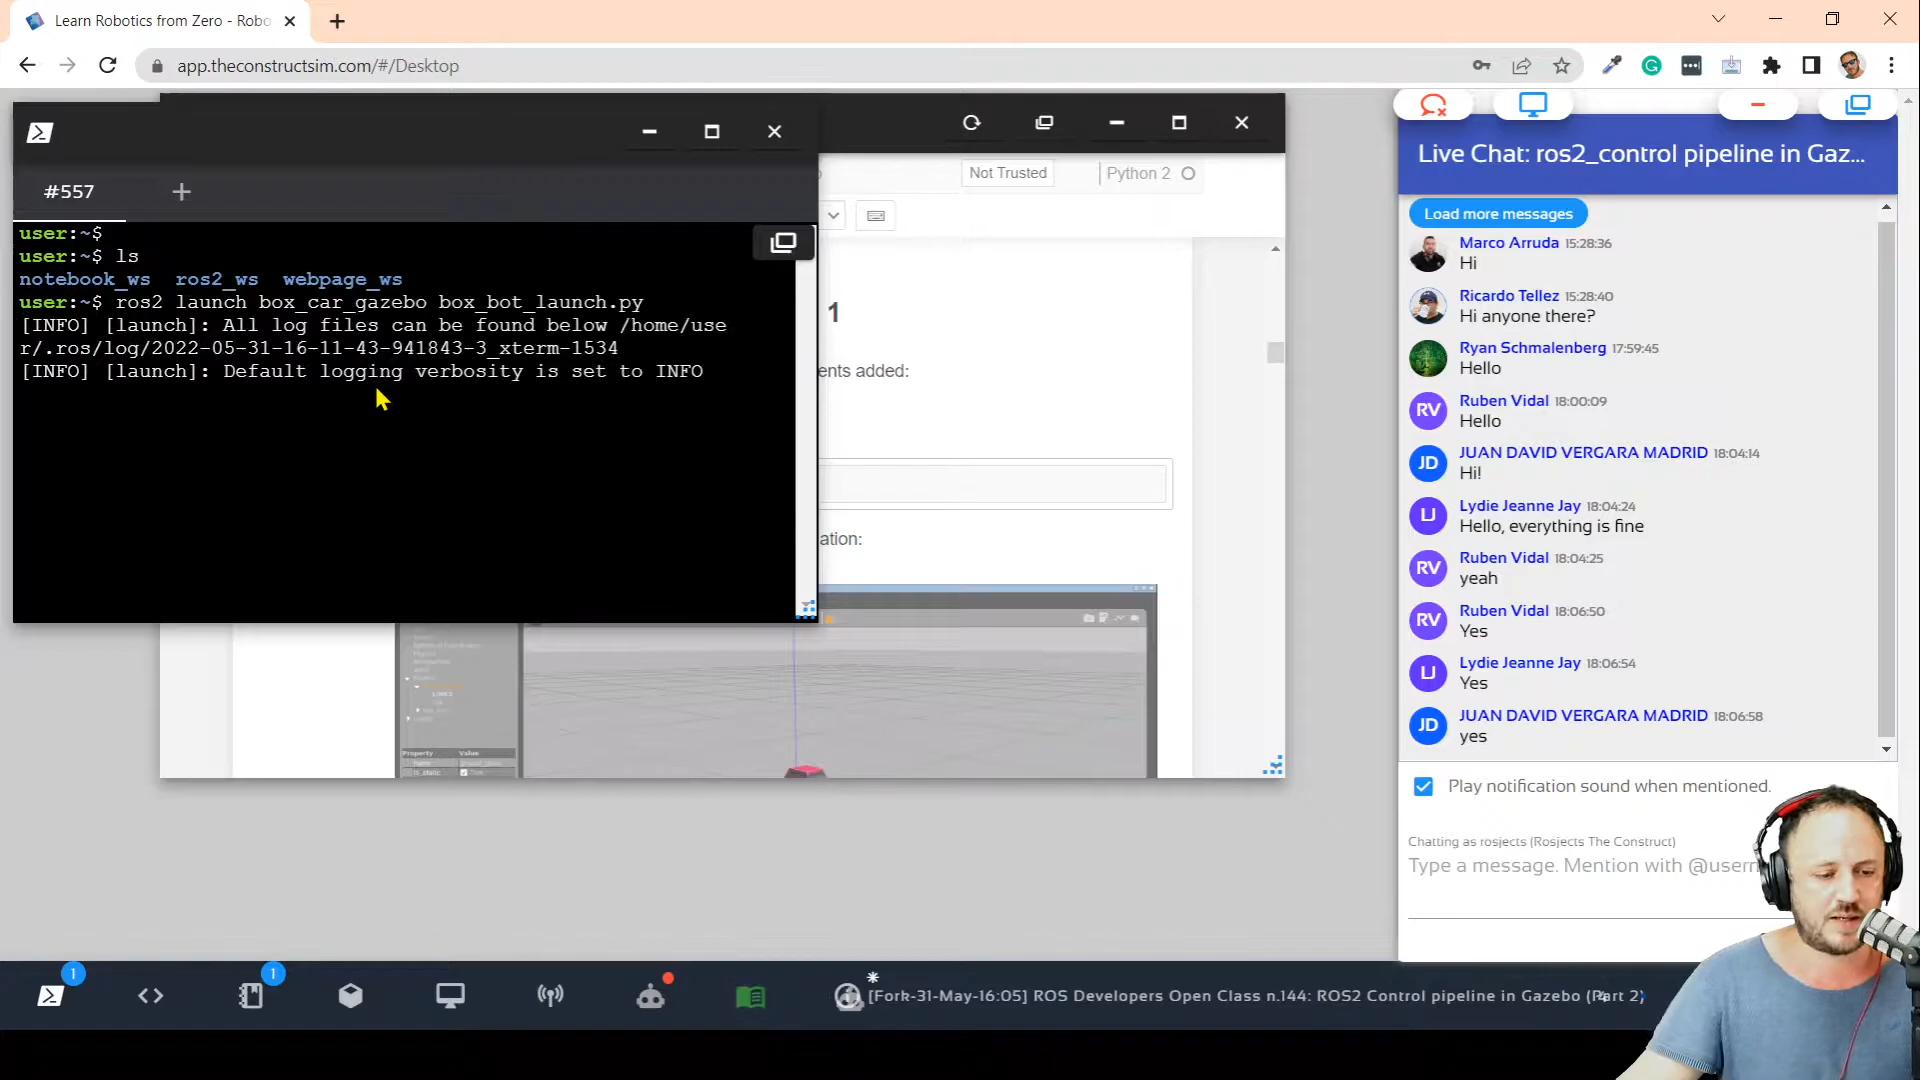 Learn Robotics from Zero - Robo
app.theconstructsim.com/#/Desktop
#557
user:~$
user:~$ ls
notebook_ws ros2_ws webpage_ws
user:~$ ros2 launch box_car_gazebo box_bot_launch.py
[INFO] [launch]: All log files can be found below /home/use
r/.ros/log/2022-05-31-16-11-43-941843-3_xterm-1534
[INFO] [launch]: Default logging verbosity is set to INFO
Not Trusted
Python 2
1
ents added:
ation:
Property Value
Live Chat: ros2_control pipeline in Gaz...
Load more messages
Marco Arruda 15:28:36
Hi
Ricardo Tellez 15:28:40
Hi anyone there?
Ryan Schmalenberg 17:59:45
Hello
RV
Ruben Vidal 18:00:09
Hello
JD
JUAN DAVID VERGARA MADRID 18:04:14
Hi!
LJ
Lydie Jeanne Jay 18:04:24
Hello, everything is fine
RV
Ruben Vidal 18:04:25
yeah
RV
Ruben Vidal 18:06:50
Yes
LJ
Lydie Jeanne Jay 18:06:54
Yes
JD
JUAN DAVID VERGARA MADRID 18:06:58
yes
Play notification sound when mentioned.
Chatting as rosjects (Rosjects The Construct)
Type a message. Mention with @usern
1
1
[Fork-31-May-16:05] ROS Developers Open Class n.144: ROS2 Control pipeline in Gazebo (Part 2)